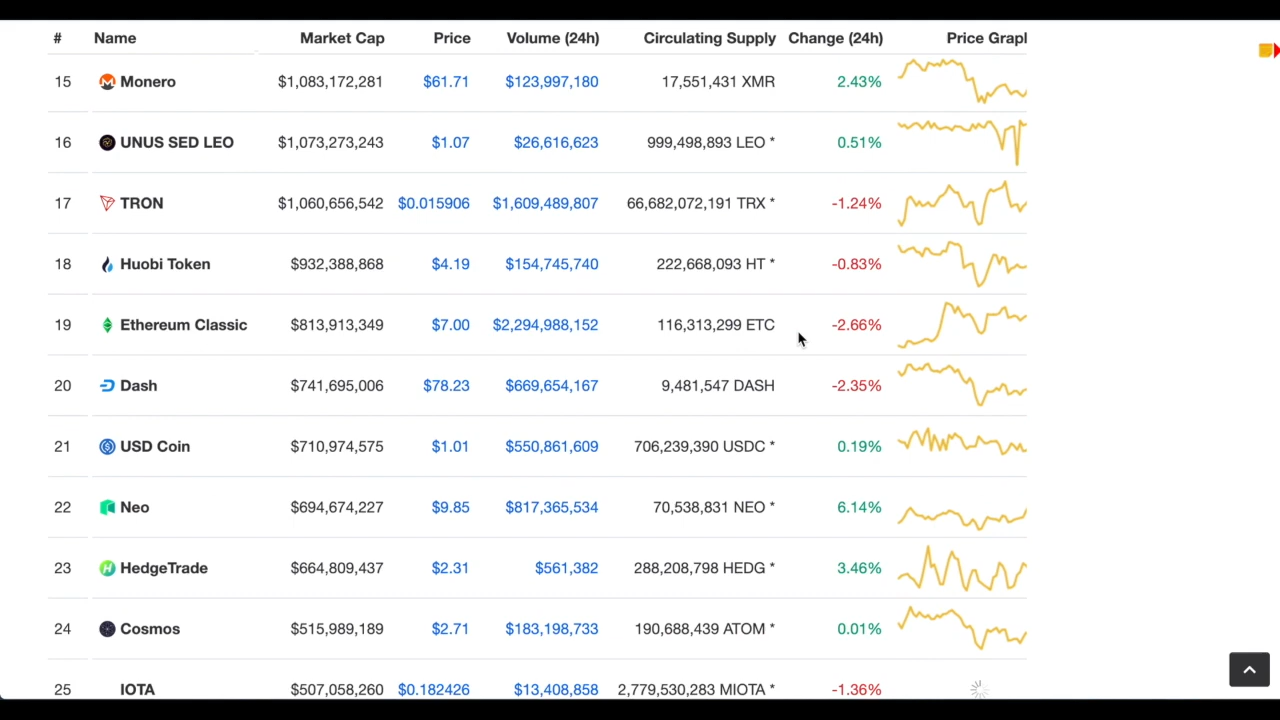 # Name Market Cap Price Volume (24h) Circulating Supply Change (24h) Price Grapl
15 Monero $1,083,172,281 $61.71 $123,997,180 17,551,431 XMR 2.43%
16 UNUS SED LEO $1,073,273,243 $1.07 $26,616,623 999,498,893 LEO * 0.51%
17 TRON $1,060,656,542 $0.015906 $1,609,489,807 66,682,072,191 TRX * -1.24%
18 Huobi Token $932,388,868 $4.19 $154,745,740 222,668,093 HT * -0.83%
19 Ethereum Classic $813,913,349 $7.00 $2,294,988,152 116,313,299 ETC -2.66%
20 Dash $741,695,006 $78.23 $669,654,167 9,481,547 DASH -2.35%
21 USD Coin $710,974,575 $1.01 $550,861,609 706,239,390 USDC * 0.19%
22 Neo $694,674,227 $9.85 $817,365,534 70,538,831 NEO * 6.14%
23 HedgeTrade $664,809,437 $2.31 $561,382 288,208,798 HEDG * 3.46%
24 Cosmos $515,989,189 $2.71 $183,198,733 190,688,439 ATOM * 0.01%
25 IOTA $507,058,260 $0.182426 $13,408,858 2,779,530,283 MIOTA * -1.36%